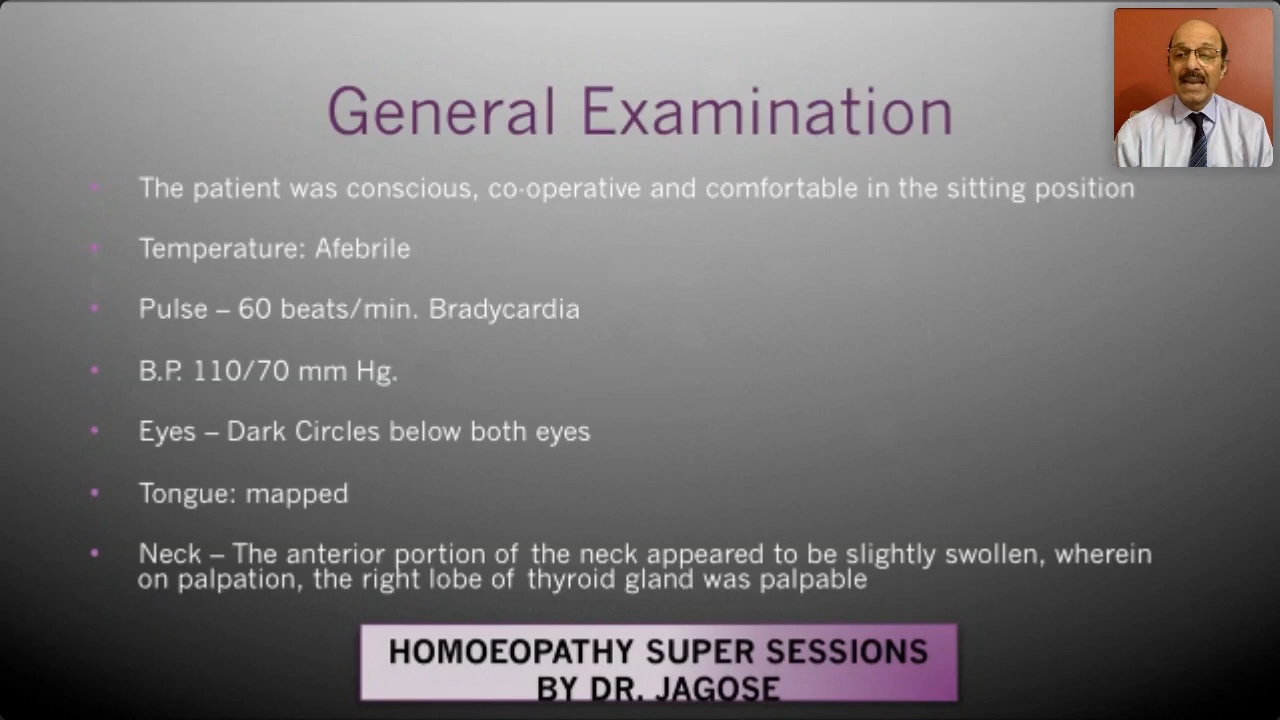 General Examination
• The patient was conscious, co-operative and comfortable in the sitting position
• Temperature: Afebrile
• Pulse – 60 beats/min. Bradycardia
• B.P. 110/70 mm Hg.
• Eyes – Dark Circles below both eyes
• Tongue: mapped
• Neck – The anterior portion of the neck appeared to be slightly swollen, wherein
on palpation, the right lobe of thyroid gland was palpable
HOMOEOPATHY SUPER SESSIONS
BY DR. JAGOSE